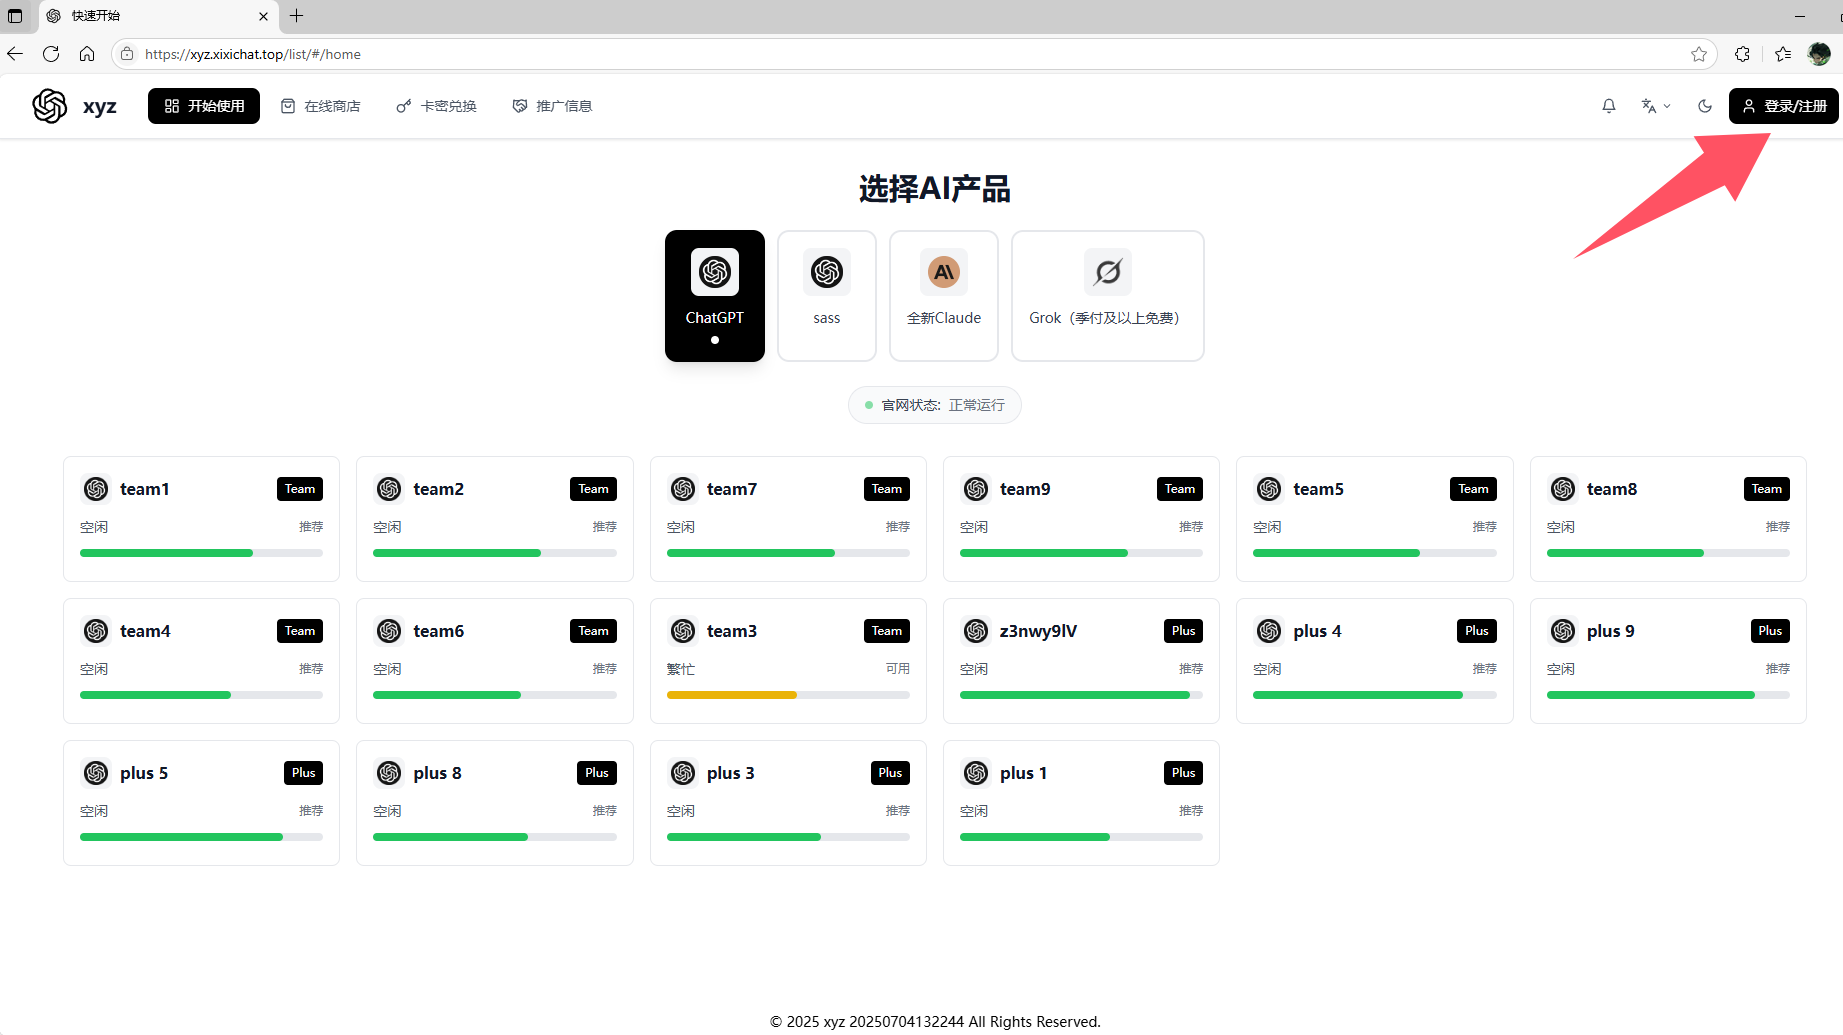 快速开始
https://xyz.xixichat.top/list/#/home
xyz 开始使用 在线商店 卡密兑换 推广信息 登录/注册
选择AI产品
ChatGPT sass 全新Claude Grok（季付及以上免费）
官网状态: 正常运行
team1 Team team2 Team team7 Team team9 Team team5 Team team8 Team
空闲 推荐 空闲 推荐 空闲 推荐 空闲 推荐 空闲 推荐 空闲 推荐
team4 Team team6 Team team3 Team z3nwy9lV Plus plus 4 Plus plus 9 Plus
空闲 推荐 空闲 推荐 繁忙 可用 空闲 推荐 空闲 推荐 空闲 推荐
plus 5 Plus plus 8 Plus plus 3 Plus plus 1 Plus
空闲 推荐 空闲 推荐 空闲 推荐 空闲 推荐
© 2025 xyz 20250704132244 All Rights Reserved.